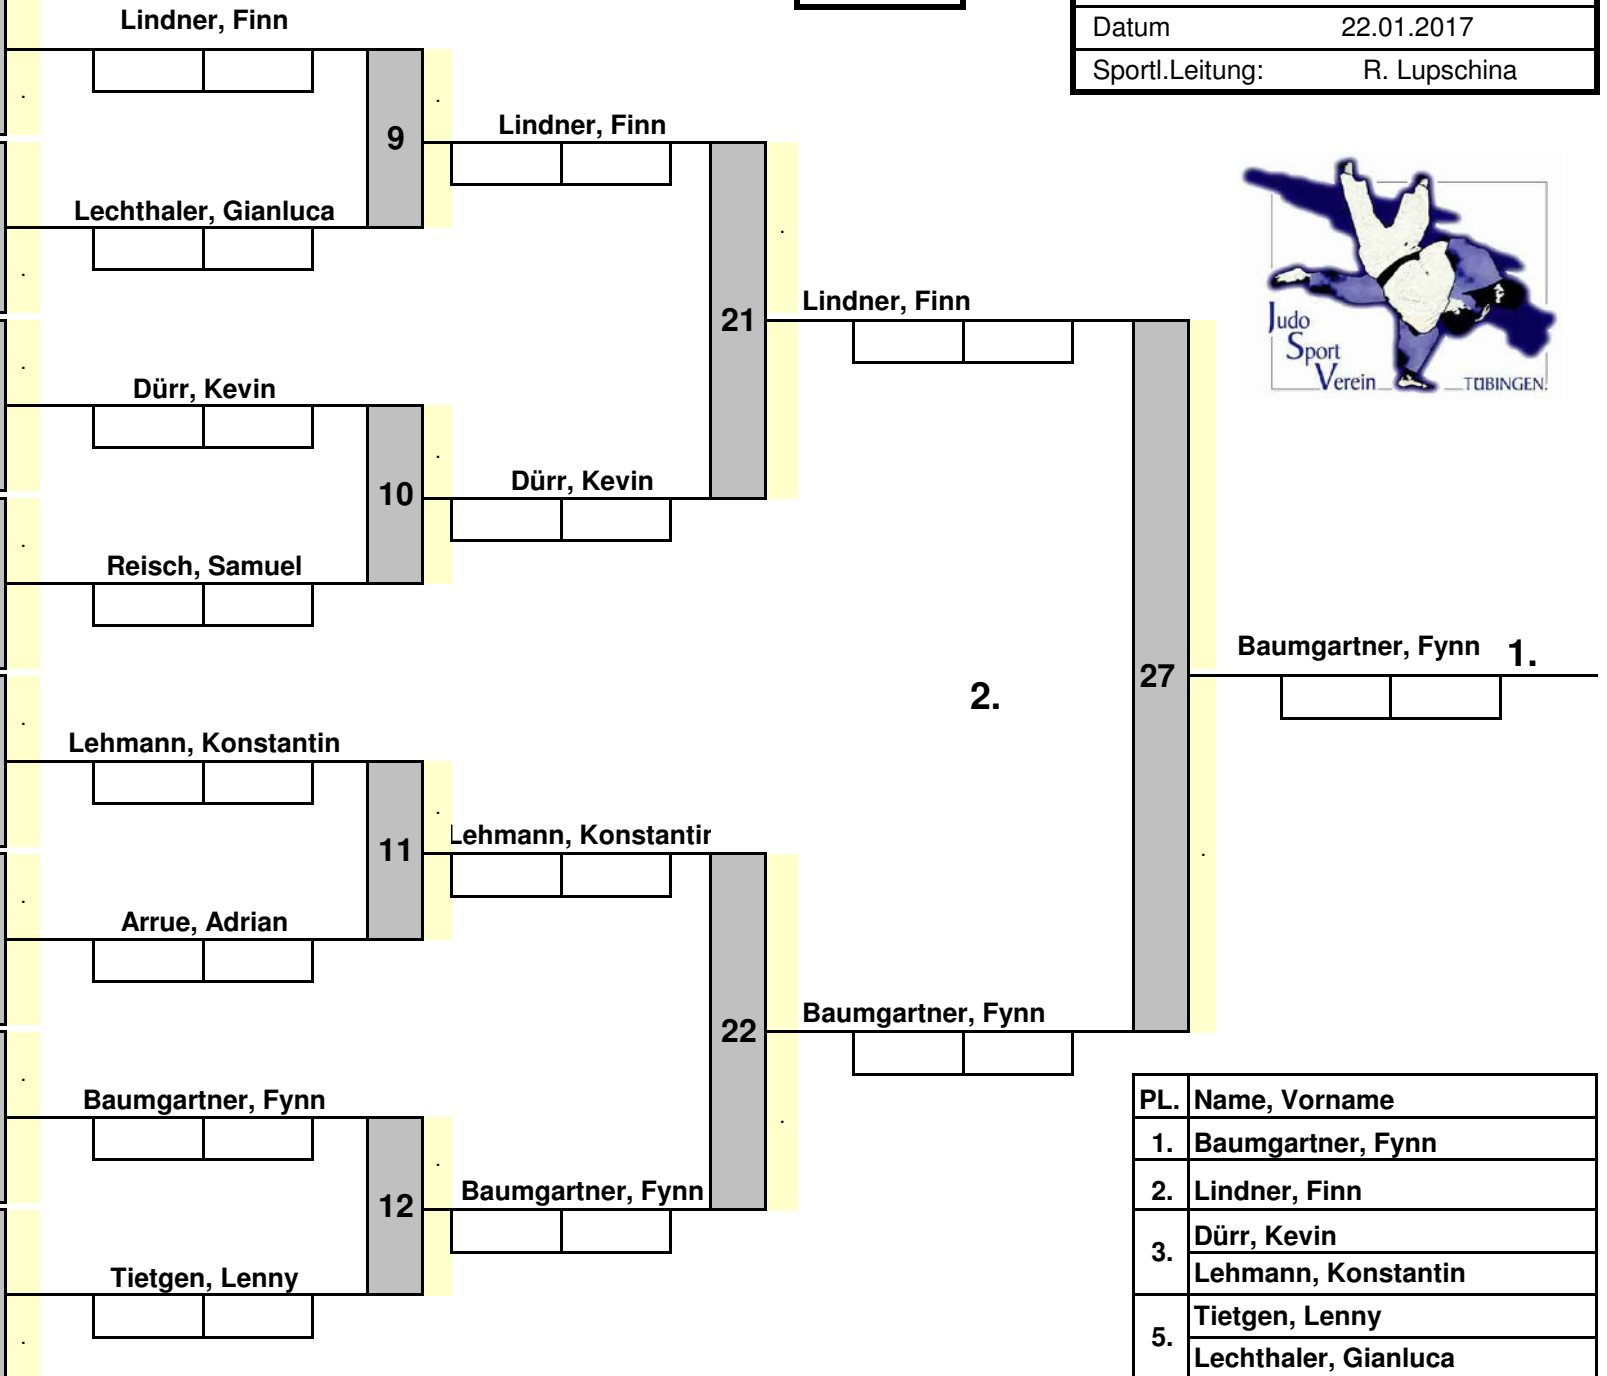 Lindner, Finn
Datum 22.01.2017
Sportl.Leitung: R. Lupschina
9
Lindner, Finn
Lechthaler, Gianluca
21
Lindner, Finn
Judo
Sport
Verein TÜBINGEN.
Dürr, Kevin
10
Dürr, Kevin
Reisch, Samuel
Baumgartner, Fynn 1.
27
2.
Lehmann, Konstantin
11
Lehmann, Konstantin
Arrue, Adrian
22
Baumgartner, Fynn
Baumgartner, Fynn
12
Baumgartner, Fynn
Tietgen, Lenny
PL. Name, Vorname
1. Baumgartner, Fynn
2. Lindner, Finn
3. Dürr, Kevin
Lehmann, Konstantin
5. Tietgen, Lenny
Lechthaler, Gianluca